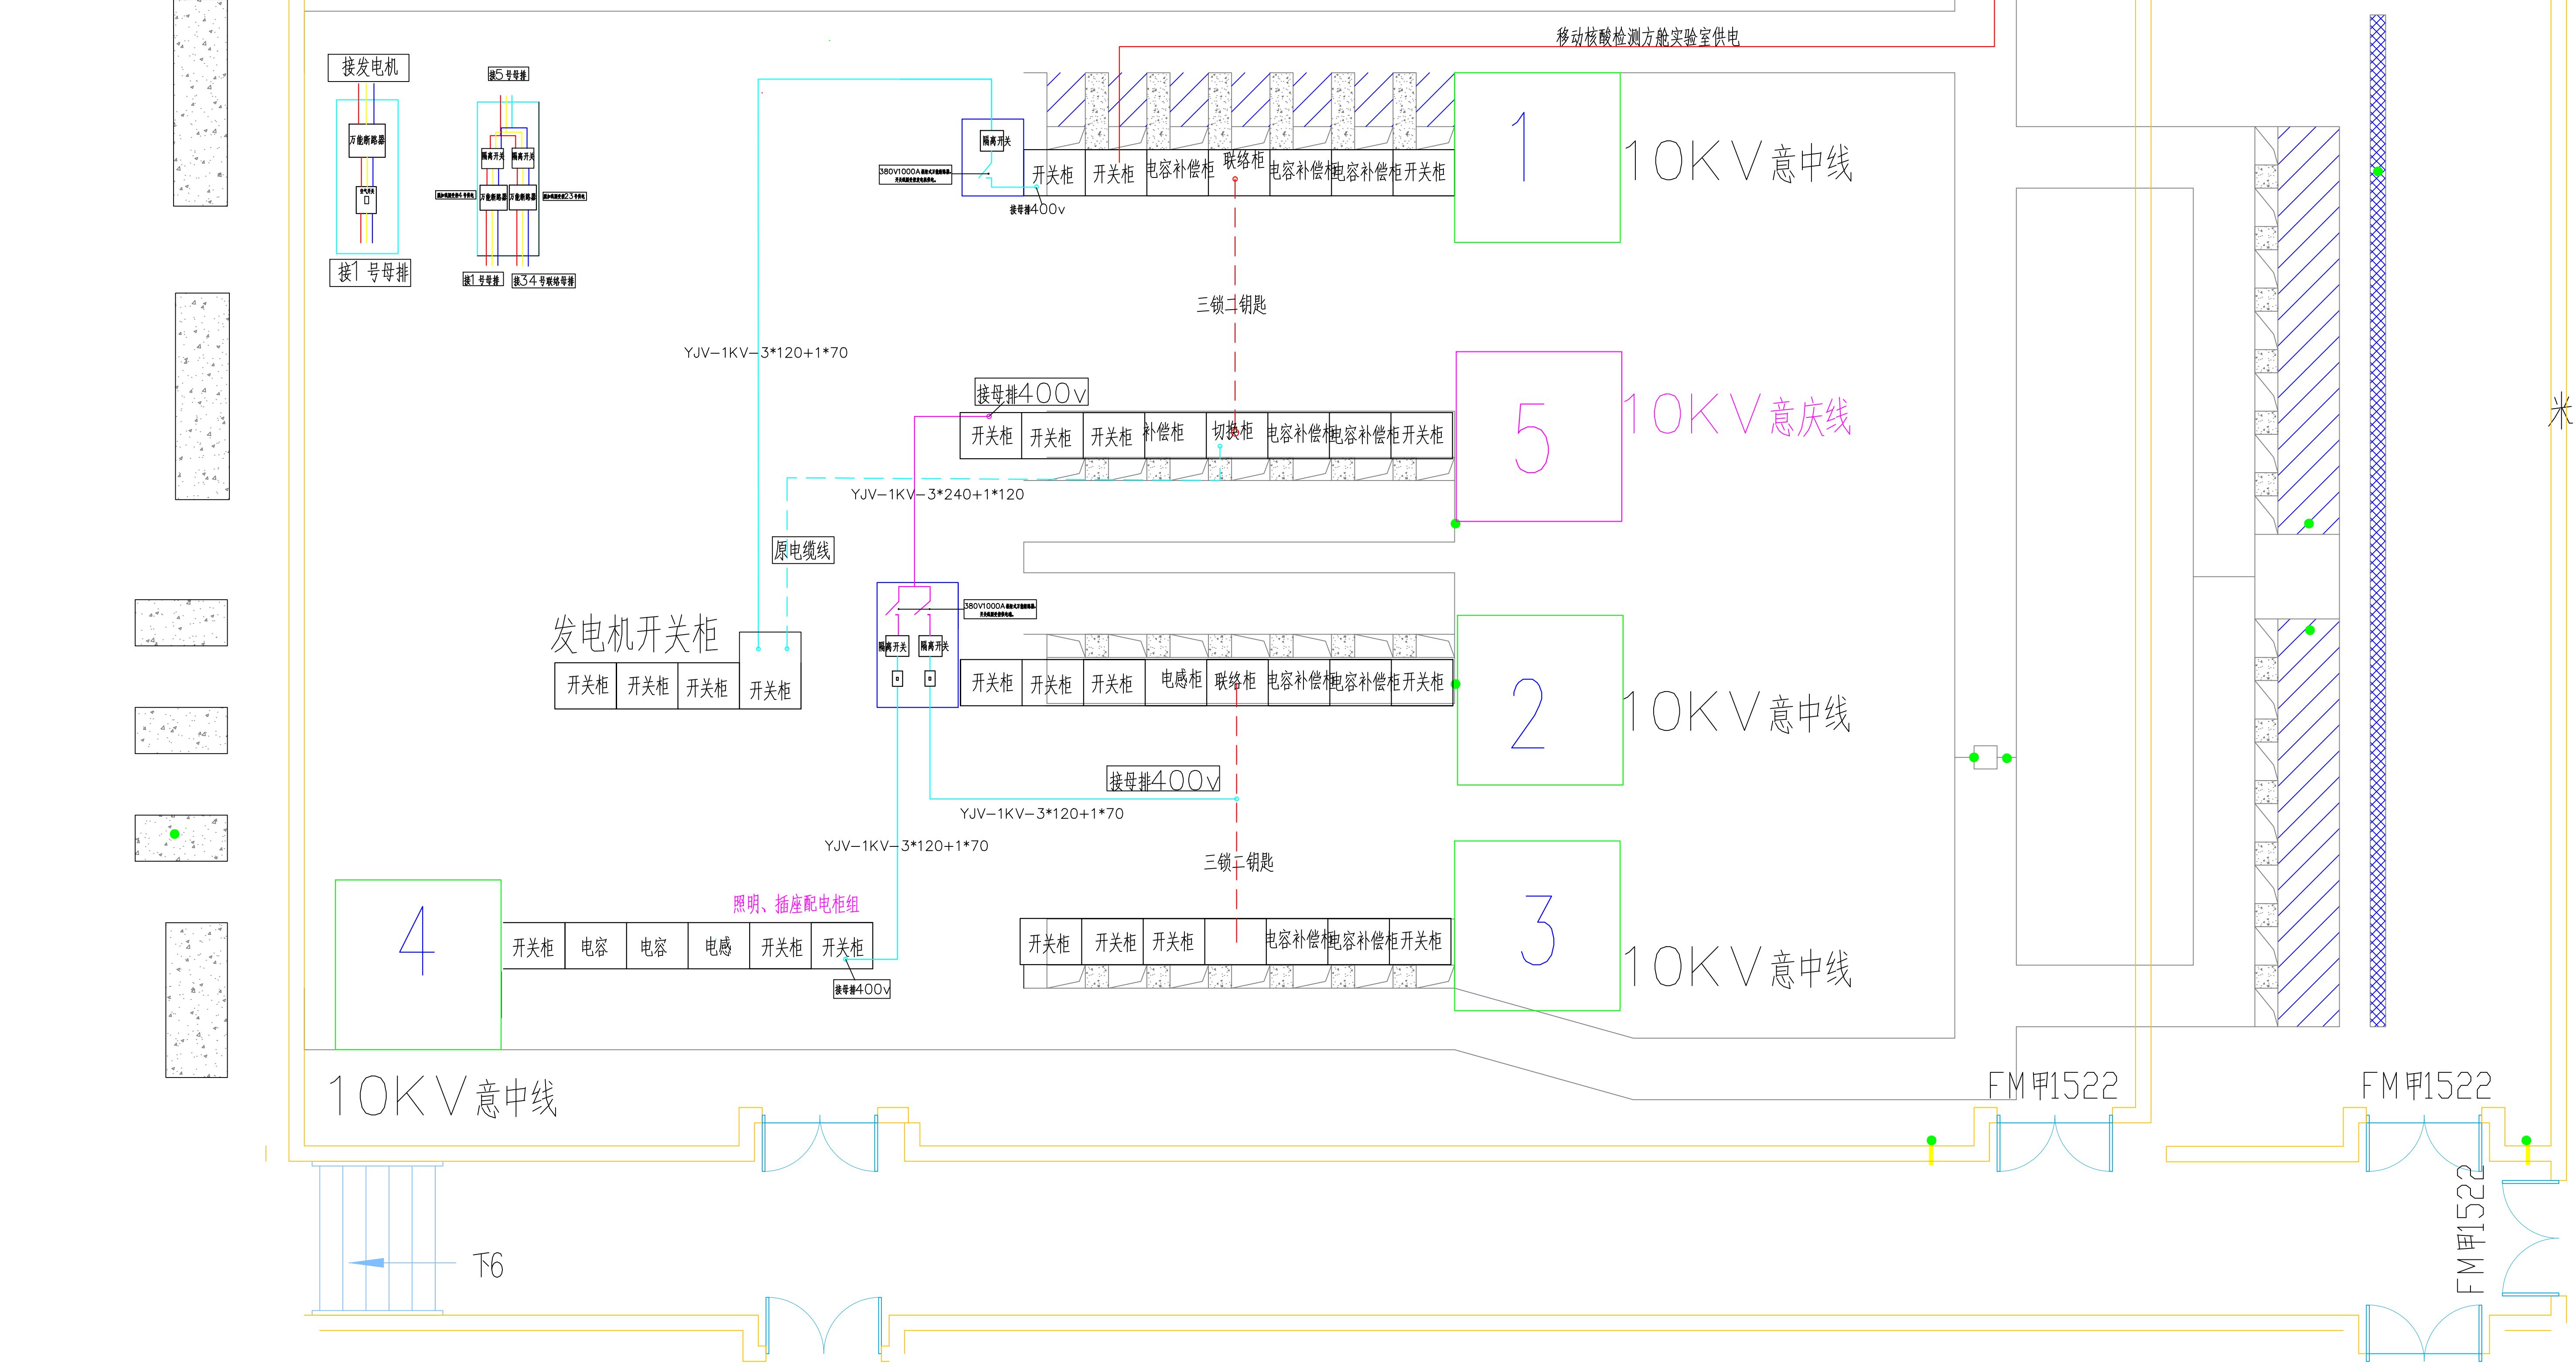 移动核酸检测方舱实验室供电
接发电机
接5号母排
万能断路器
空气开关
隔离开关
隔离开关
万能断路器
万能断路器
接1号母排
接1号母排
接34号联络母排
隔离开关
开关柜
开关柜
电容补偿柜
联络柜
电容补偿柜
电容补偿柜
开关柜
1
10KV意中线
接母排400v
三锁二钥匙
YJV-1KV-3*120+1*70
接母排400v
开关柜
开关柜
开关柜
补偿柜
切换柜
电容补偿柜
电容补偿柜
开关柜
5
10KV意庆线
YJV-1KV-3*240+1*120
原电缆线
发电机开关柜
开关柜
开关柜
开关柜
开关柜
隔离开关
隔离开关
开关柜
开关柜
开关柜
电感柜
联络柜
电容补偿柜
电容补偿柜
开关柜
2
10KV意中线
接母排400v
YJV-1KV-3*120+1*70
YJV-1KV-3*120+1*70
三锁二钥匙
4
照明、插座配电柜组
开关柜
电容
电容
电感
开关柜
开关柜
接母排400v
开关柜
开关柜
开关柜
电容补偿柜
电容补偿柜
开关柜
3
10KV意中线
10KV意中线
米
FM甲1522
FM甲1522
FM甲1522
下6